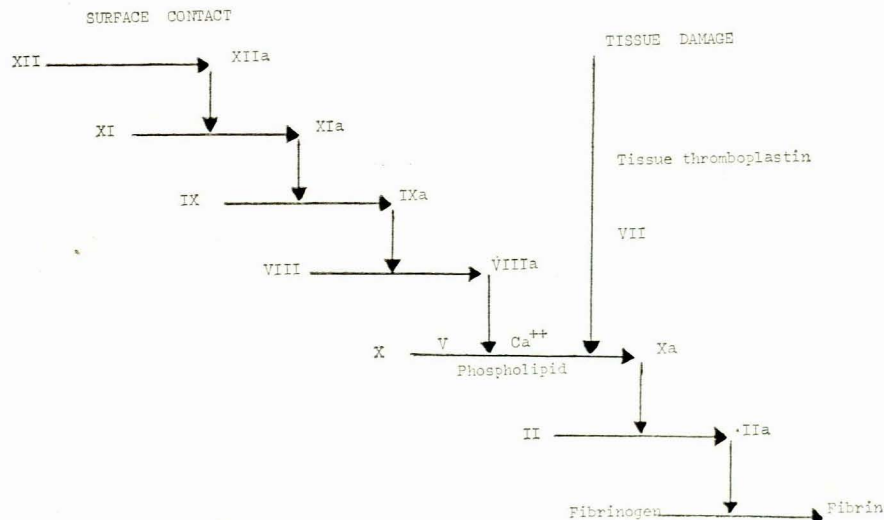 SURFACE CONTACT
TISSUE DAMAGE
XII XIIa
XI XIa
Tissue thromboplastin
IX IXa
VII
VIII VIIIa
X V Ca++ Xa
Phospholipid
II IIa
Fibrinogen Fibrin